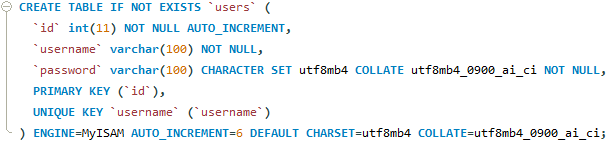 CREATE TABLE IF NOT EXISTS `users` (
`id` int(11) NOT NULL AUTO_INCREMENT,
`username` varchar(100) NOT NULL,
`password` varchar(100) CHARACTER SET utf8mb4 COLLATE utf8mb4_0900_ai_ci NOT NULL,
PRIMARY KEY (`id`),
UNIQUE KEY `username` (`username`)
) ENGINE=MyISAM AUTO_INCREMENT=6 DEFAULT CHARSET=utf8mb4 COLLATE=utf8mb4_0900_ai_ci;